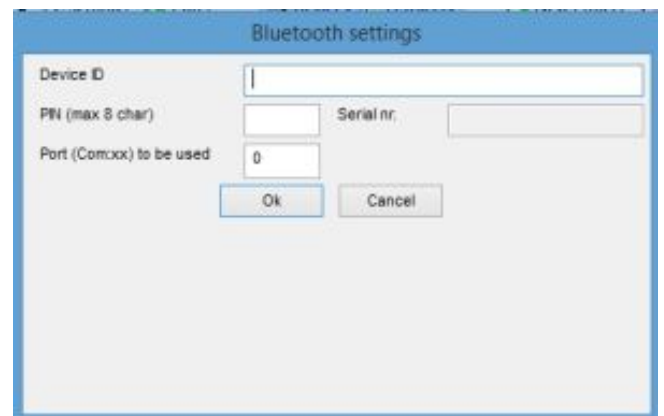 Bluetooth settings
Device ID
PIN (max 8 char) Serial nr.
Port (Com:xx) to be used 0
Ok Cancel